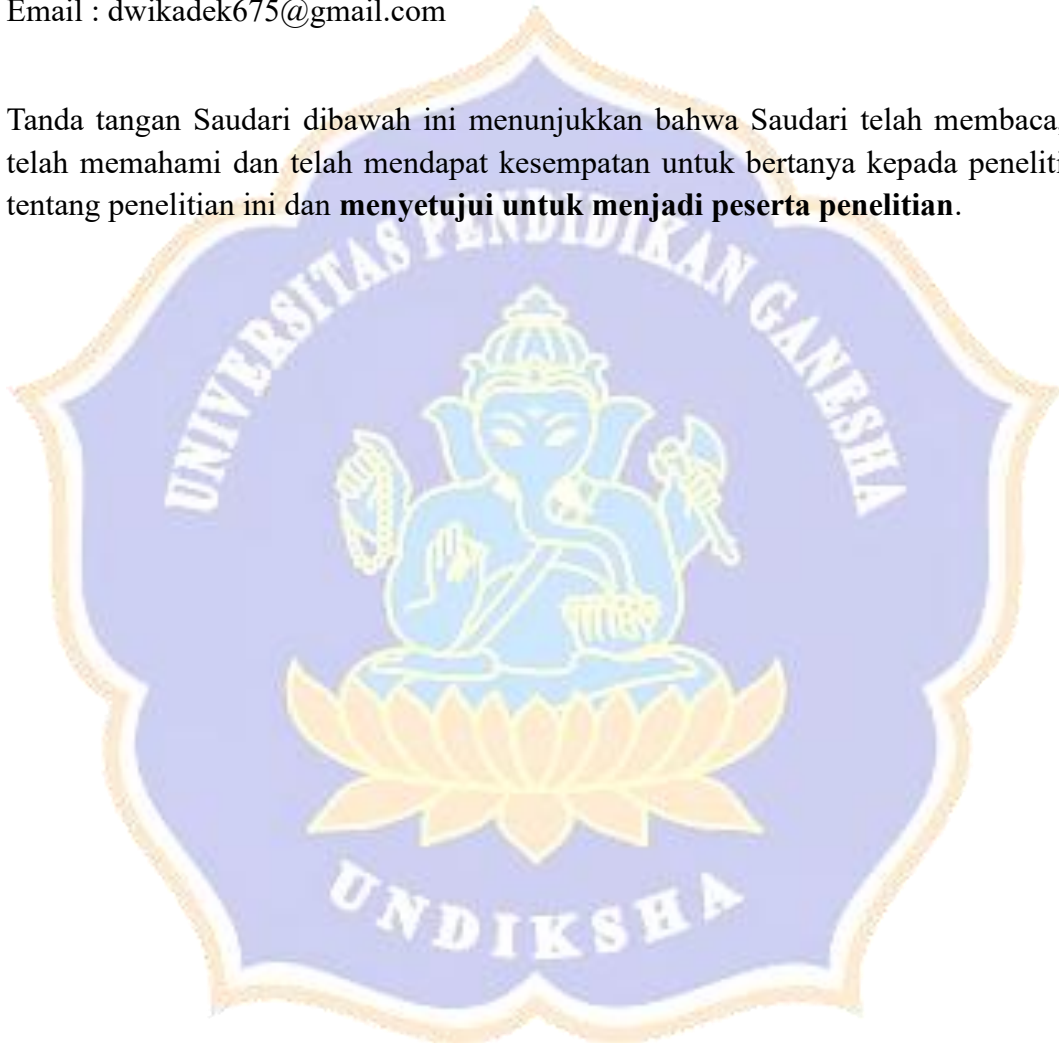 Email : dwikadek675@gmail.com
Tanda tangan Saudari dibawah ini menunjukkan bahwa Saudari telah membaca
telah memahami dan telah mendapat kesempatan untuk bertanya kepada peneliti
tentang penelitian ini dan menyetujui untuk menjadi peserta penelitian.
UNIVERSITAS PENDIDIKAN GANESHA
UNDIKSHA